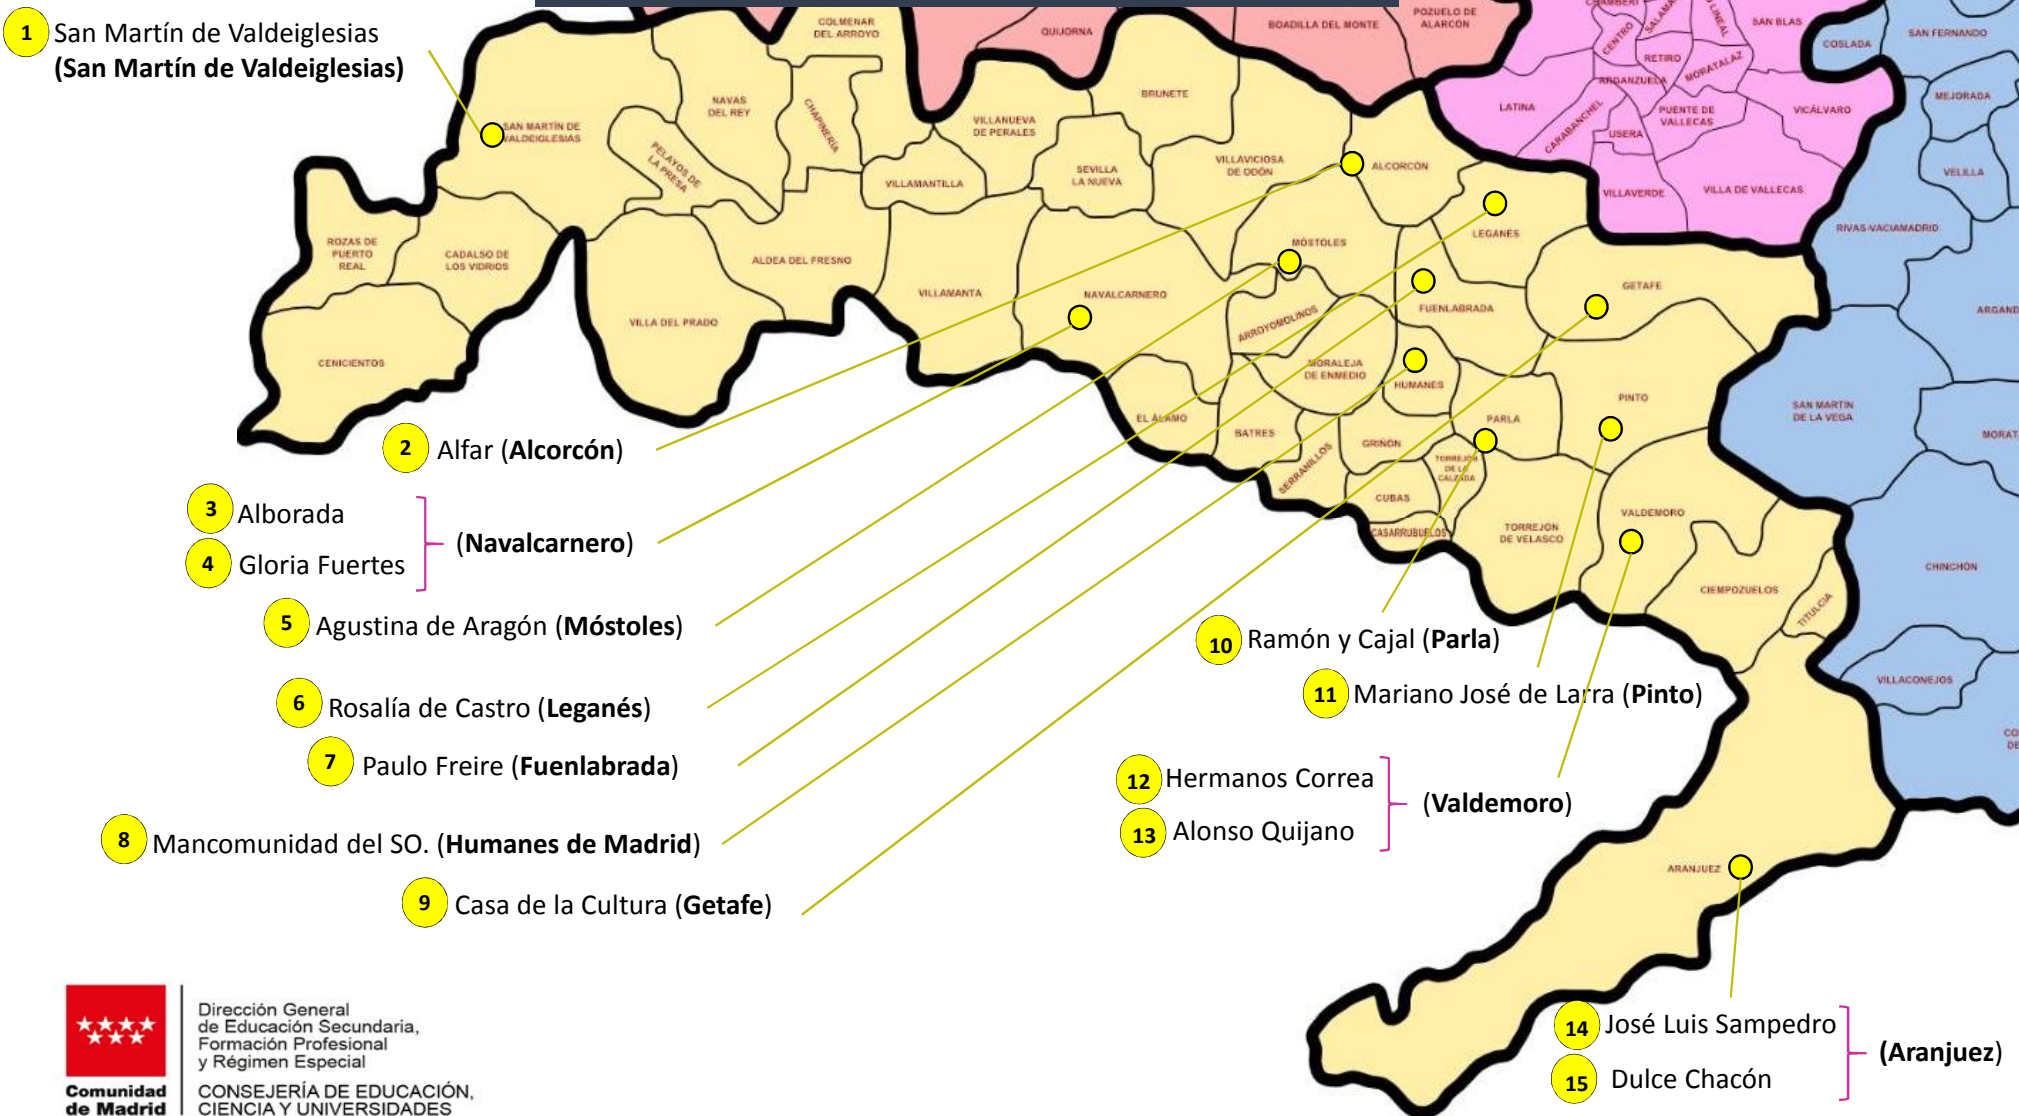 1 San Martín de Valdeiglesias
(San Martín de Valdeiglesias)
2 Alfar (Alcorcón)
3 Alborada
4 Gloria Fuertes
(Navalcarnero)
5 Agustina de Aragón (Móstoles)
6 Rosalía de Castro (Leganés)
7 Paulo Freire (Fuenlabrada)
8 Mancomunidad del SO. (Humanes de Madrid)
9 Casa de la Cultura (Getafe)
10 Ramón y Cajal (Parla)
11 Mariano José de Larra (Pinto)
12 Hermanos Correa
13 Alonso Quijano
(Valdemoro)
14 José Luis Sampedro
15 Dulce Chacón
(Aranjuez)
COLMENAR
DEL ARROYO
QUIJORNA
BOADILLA DEL MONTE
POZUELO DE
ALARCÓN
CHAMBERÍ
CENTRO
SAN BLAS
RETIRO
MORATALAZ
ARGANZUELA
LATINA
CARABANCHEL
USERA
PUENTE DE
VALLECAS
VICÁLVARO
VILLAVERDE
VILLA DE VALLECAS
COSLADA
SAN FERNANDO
MEJORADA
VELILLA
RIVAS-VACIAMADRID
ARGAND
SAN MARTIN
DE LA VEGA
MORAT
CHINCHÓN
VILLACONEJOS
CO
DE
SAN MARTÍN DE
VALDEIGLESIAS
NAVAS
DEL REY
CHAPINERÍA
PELAYOS DE
LA PRESA
VILLANUEVA
DE PERALES
BRUNETE
VILLAMANTILLA
SEVILLA
LA NUEVA
VILLAVICIOSA
DE ODÓN
ALCORCÓN
ROZAS DE
PUERTO
REAL
CADALSO DE
LOS VIDRIOS
ALDEA DEL FRESNO
VILLAMANTA
NAVALCARNERO
MÓSTOLES
LEGANÉS
GETAFE
CENICIENTOS
VILLA DEL PRADO
ARROYOMOLINOS
FUENLABRADA
MORALEJA
DE ENMEDIO
HUMANES
PINTO
EL ÁLAMO
BATRES
SERRANILLOS
GRIÑÓN
PARLA
TORREJÓN
DE LA
CALZADA
CUBAS
CASARRUBUELOS
TORREJÓN
DE VELASCO
VALDEMORO
CIEMPOZUELOS
TITULCIA
ARANJUEZ
Comunidad
de Madrid
Dirección General
de Educación Secundaria,
Formación Profesional
y Régimen Especial
CONSEJERÍA DE EDUCACIÓN,
CIENCIA Y UNIVERSIDADES